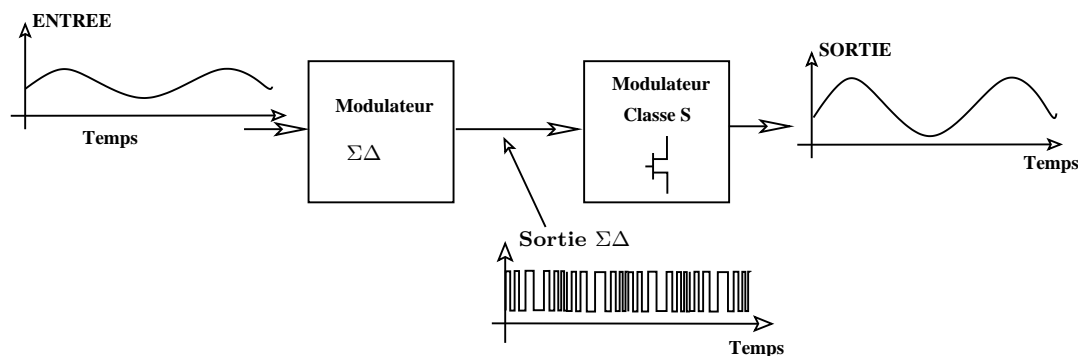 ENTREE
Temps
Modulateur
ΣΔ
Modulateur
Classe S
SORTIE
Temps
Sortie ΣΔ
Temps